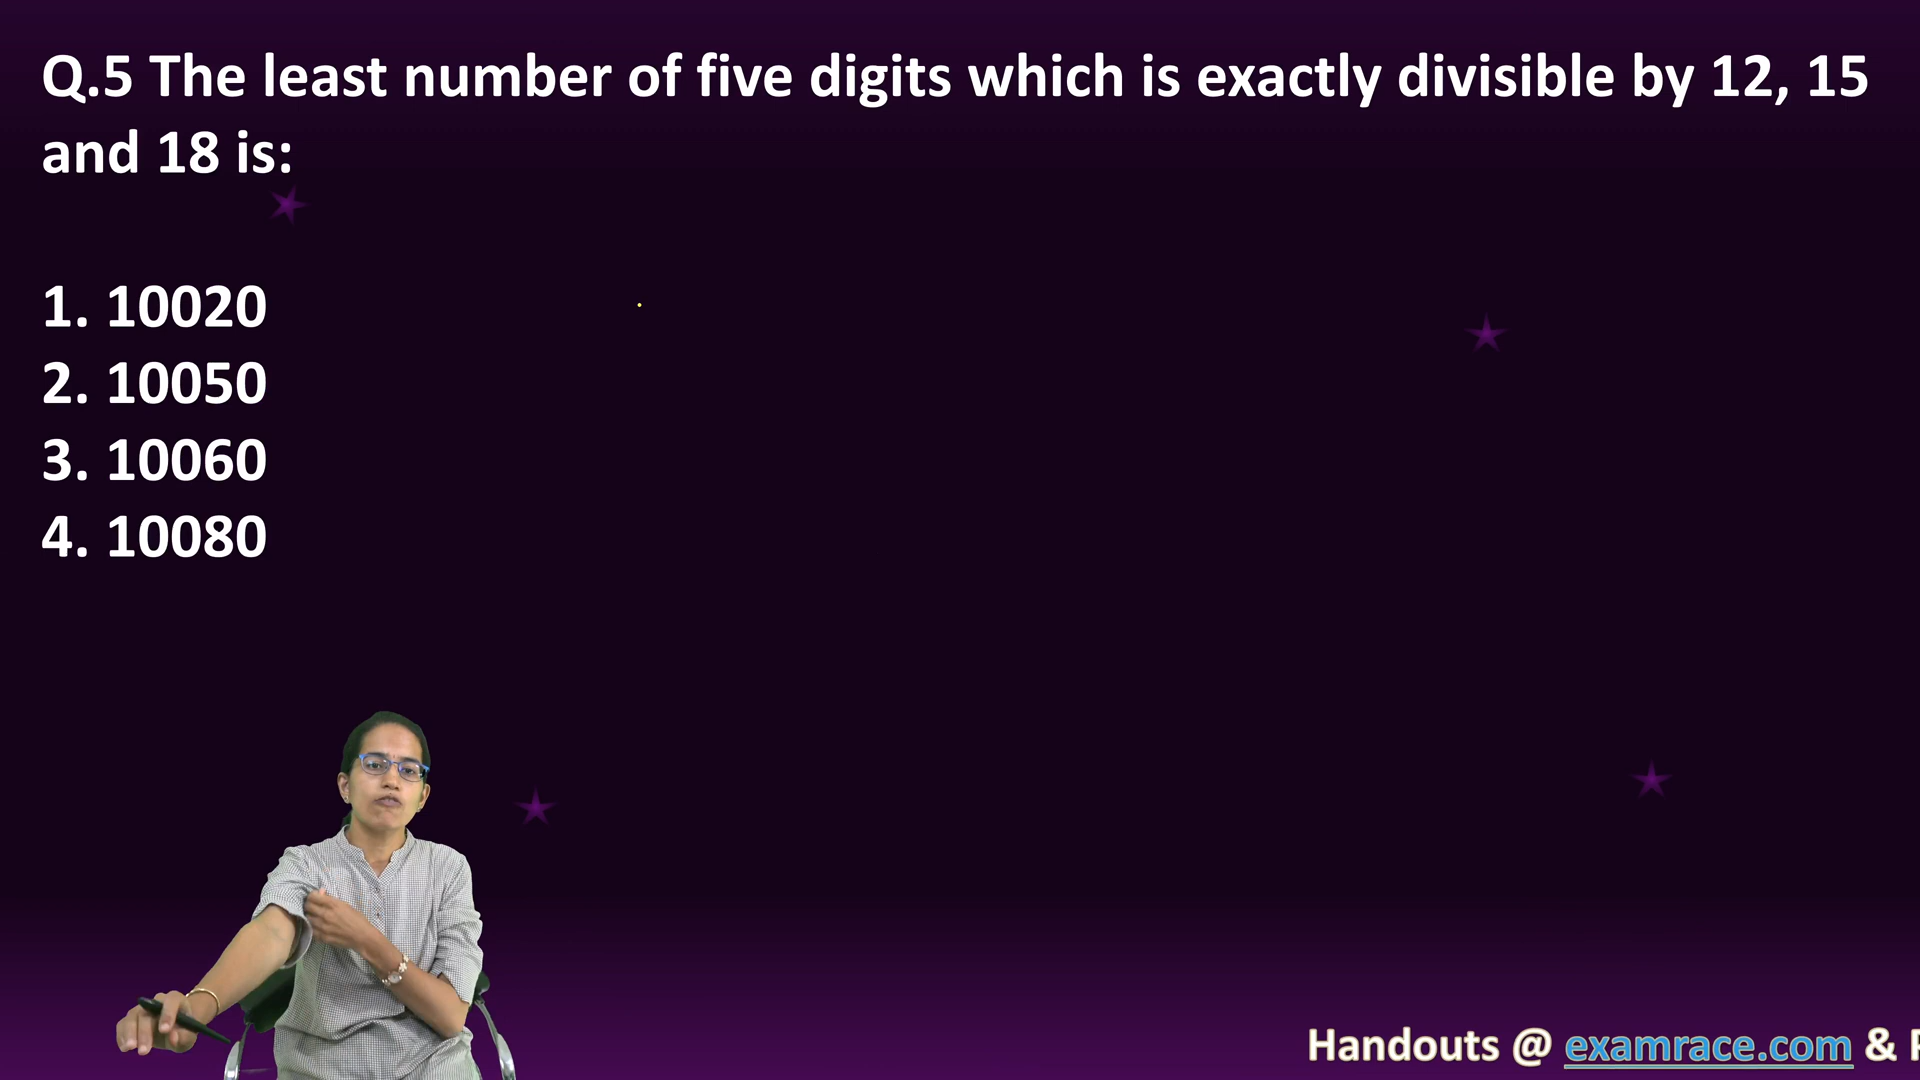 Q.5 The least number of five digits which is exactly divisible by 12, 15
and 18 is:
1. 10020
2. 10050
3. 10060
4. 10080
Handouts @ examrace.com &